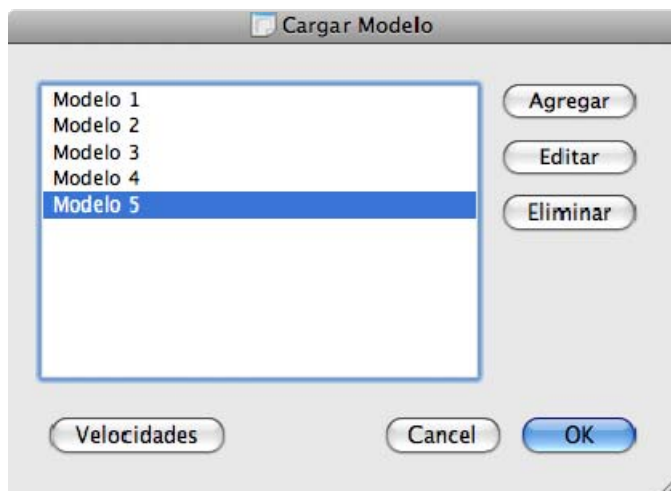 Cargar Modelo
Modelo 1
Modelo 2
Modelo 3
Modelo 4
Modelo 5
Agregar
Editar
Eliminar
Velocidades
Cancel
OK